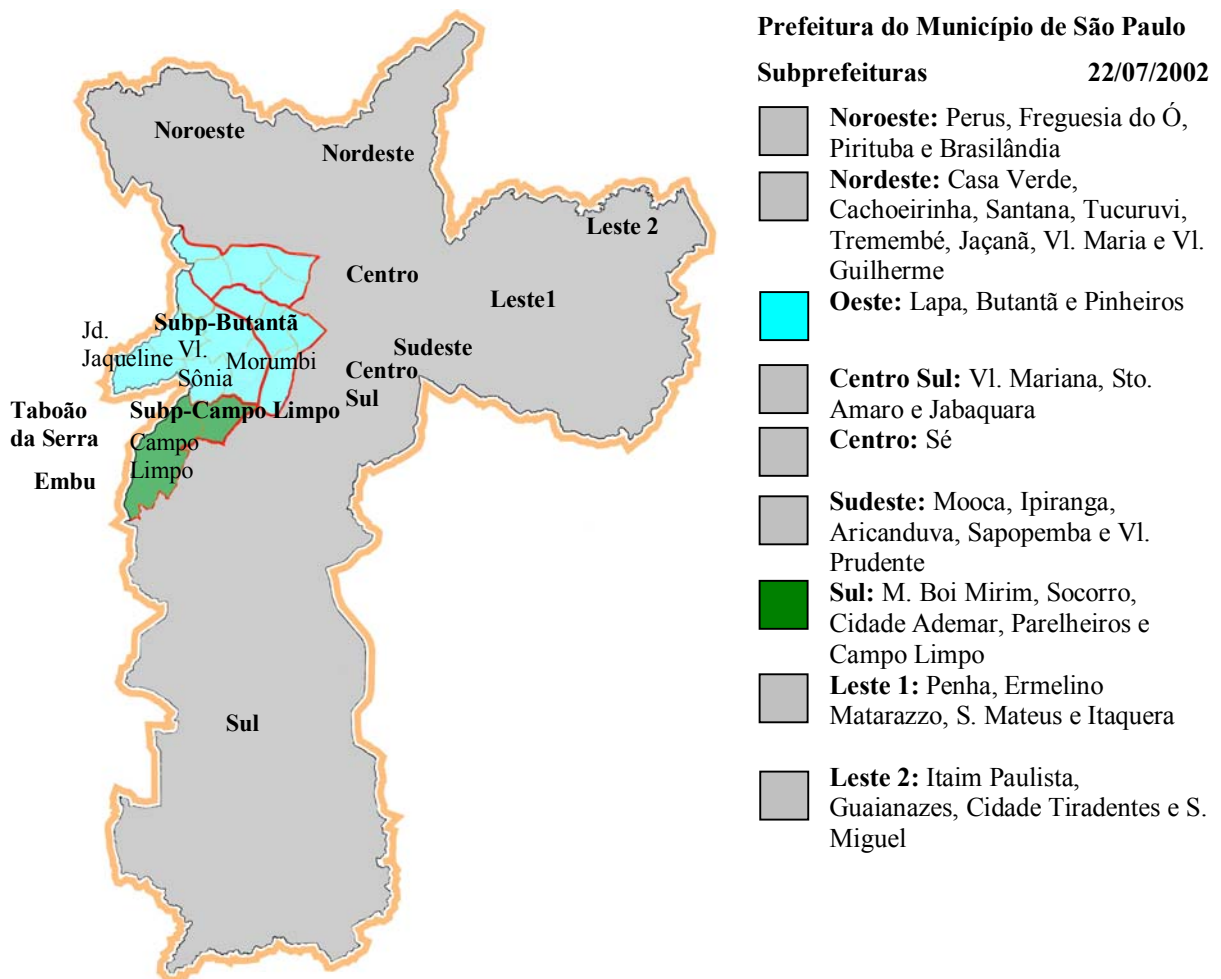 Prefeitura do Município de São Paulo
Subprefeituras 22/07/2002
Noroeste: Perus, Freguesia do Ó,
Pirituba e Brasilândia
Nordeste: Casa Verde,
Cachoeirinha, Santana, Tucuruvi,
Tremembé, Jaçanã, Vl. Maria e Vl.
Guilherme
Oeste: Lapa, Butantã e Pinheiros
Centro Sul: Vl. Mariana, Sto.
Amaro e Jabaquara
Centro: Sé
Sudeste: Mooca, Ipiranga,
Aricanduva, Sapopemba e Vl.
Prudente
Sul: M. Boi Mirim, Socorro,
Cidade Ademar, Parelheiros e
Campo Limpo
Leste 1: Penha, Ermelino
Matarazzo, S. Mateus e Itaquera
Leste 2: Itaim Paulista,
Guaianazes, Cidade Tiradentes e S.
Miguel
Noroeste
Nordeste
Leste 2
Centro
Leste1
Subp-Butantã
Jd.
Jaqueline
Vl.
Sônia
Morumbi
Sudeste
Centro
Sul
Taboão
da Serra
Subp-Campo Limpo
Campo
Limpo
Embu
Sul